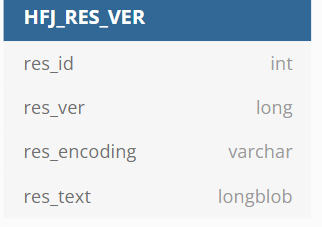 HFJ_RES_VER
res_id int
res_ver long
res_encoding varchar
res_text longblob